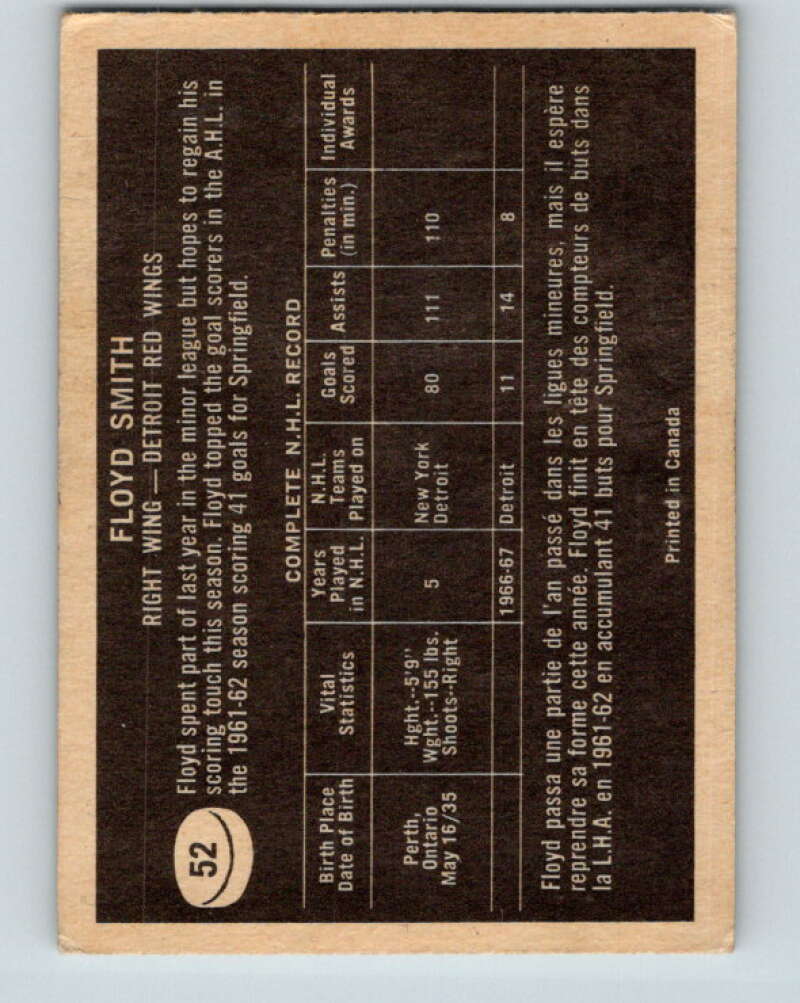 52
FLOYD SMITH
RIGHT WING—DETROIT RED WINGS
Floyd spent part of last year in the minor league but hopes to regain his
scoring touch this season. Floyd topped the goal scorers in the A.H.L. in
the 1961-62 season scoring 41 goals for Springfield.
COMPLETE N.H.L. RECORD
Birth Place
Date of Birth
Vital
Statistics
Years
Played
in N.H.L.
N.H.L.
Teams
Played on
Goals
Scored
Assists
Penalties
(in min.)
Individual
Awards
Perth,
Ontario
May 16/35
Hght.--5'9"
Wght.-155 lbs.
Shoots--Right
5
New York
Detroit
80
111
110
1966-67
Detroit
11
14
8
Floyd passa une partie de l'an passé dans les ligues mineures, mais il espère
reprendre sa forme cette année. Floyd finit en tête des compteurs de buts dans
la L.H.A. en 1961-62 en accumulant 41 buts pour Springfield.
Printed in Canada